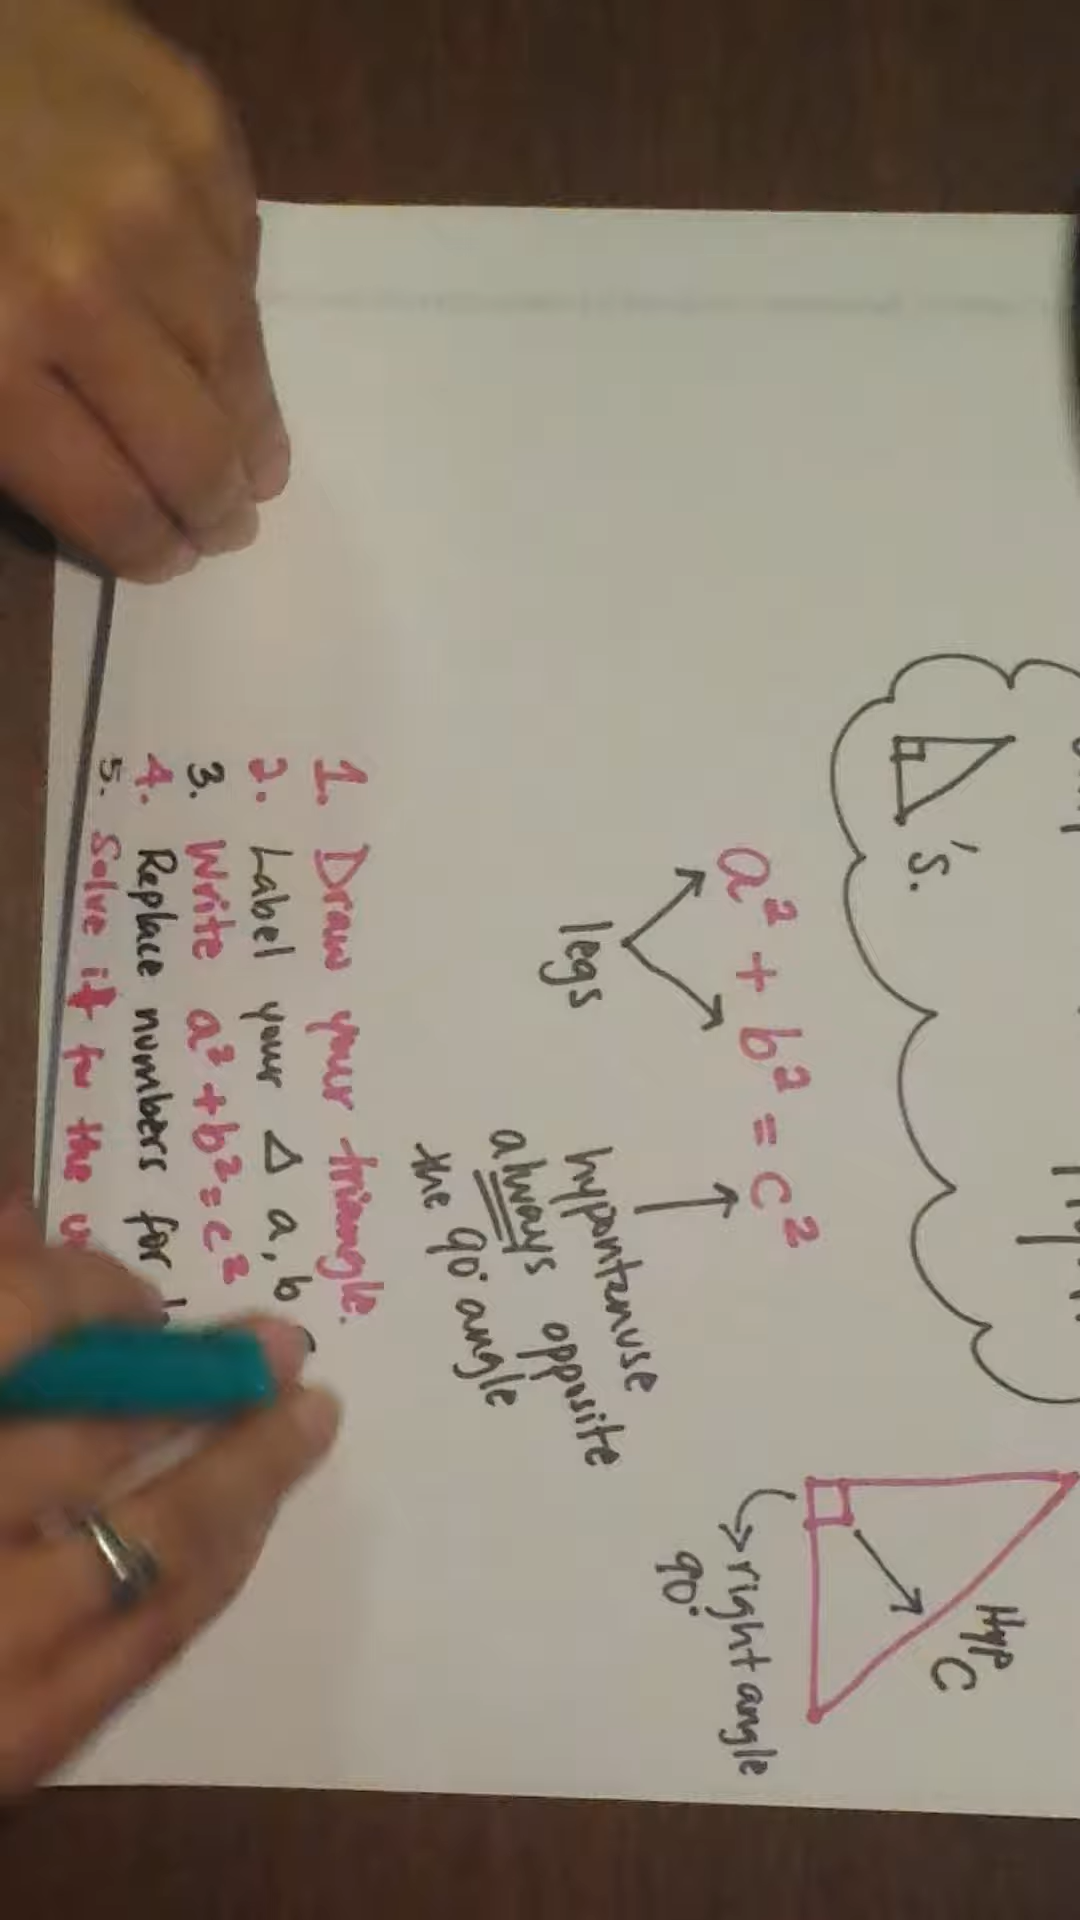 △'s.
a² + b² = c²
legs
hypontenuse
always opposite
the 90° angle
Hyp
C
right angle
90°
1. Draw your triangle.
2. Label your △ a, b
3. Write a² + b² = c²
4. Replace numbers for
5. Solve it for the